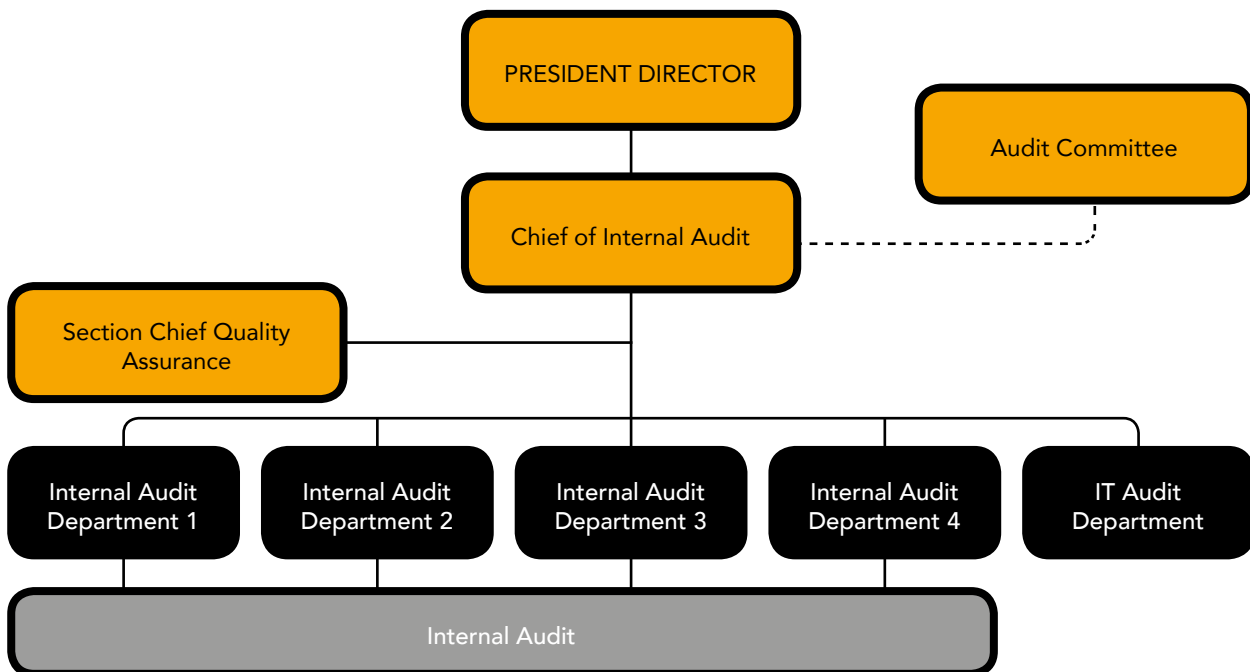 PRESIDENT DIRECTOR
Audit Committee
Chief of Internal Audit
Section Chief Quality
Assurance
Internal Audit
Department 1
Internal Audit
Department 2
Internal Audit
Department 3
Internal Audit
Department 4
IT Audit
Department
Internal Audit